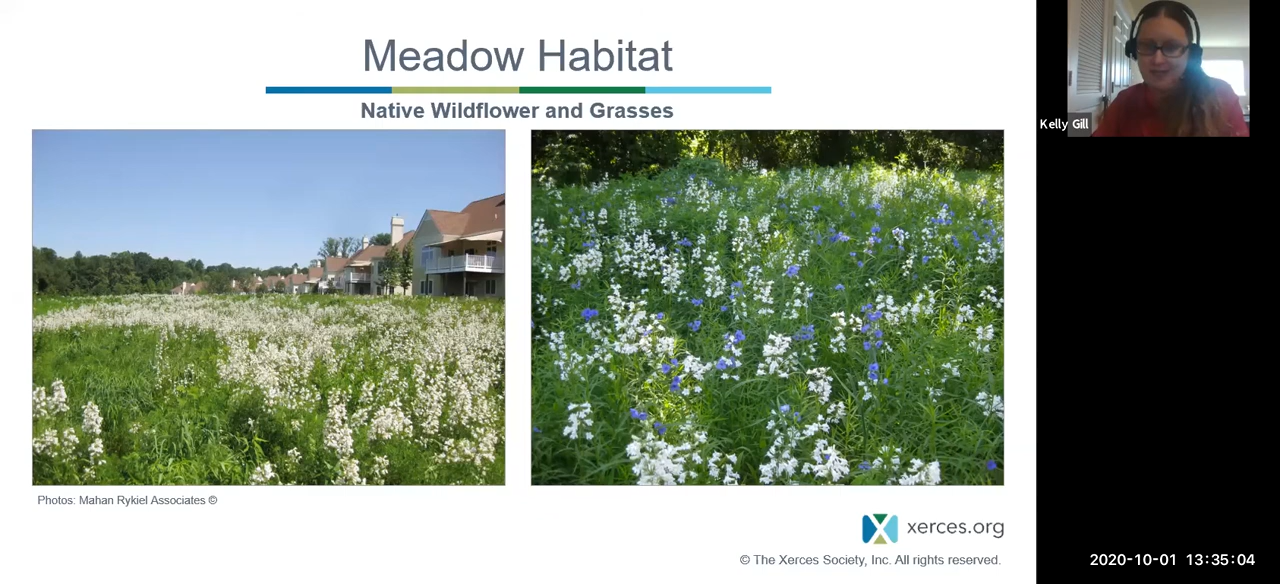 Meadow Habitat
Native Wildflower and Grasses
Kelly Gill
Photos: Mahan Rykiel Associates ©
xerces.org
© The Xerces Society, Inc. All rights reserved.
2020-10-01 13:35:04